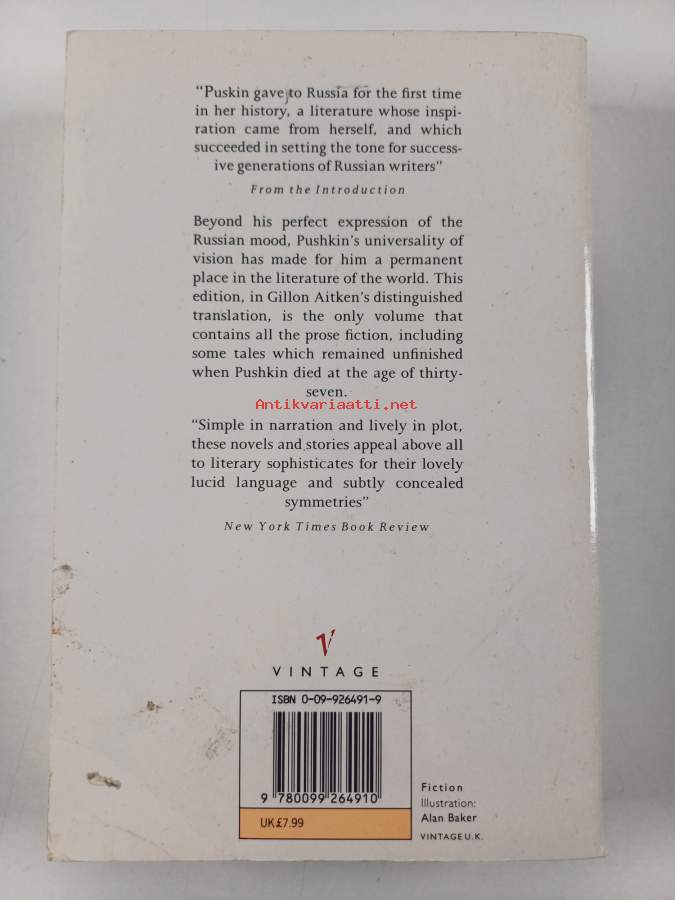 “Puskin gave to Russia for the first time
in her history, a literature whose inspi-
ration came from herself, and which
succeeded in setting the tone for success-
ive generations of Russian writers”
From the Introduction
Beyond his perfect expression of the
Russian mood, Pushkin’s universality of
vision has made for him a permanent
place in the literature of the world. This
edition, in Gillon Aitken’s distinguished
translation, is the only volume that
contains all the prose fiction, including
some tales which remained unfinished
when Pushkin died at the age of thirty-
seven.
Antikvariaatti.net
“Simple in narration and lively in plot,
these novels and stories appeal above all
to literary sophisticates for their lovely
lucid language and subtly concealed
symmetries”
New York Times Book Review
V
VINTAGE
ISBN 0-09-926491-9
9 780099 264910
UK£7.99
Fiction
Illustration:
Alan Baker
VINTAGE U.K.